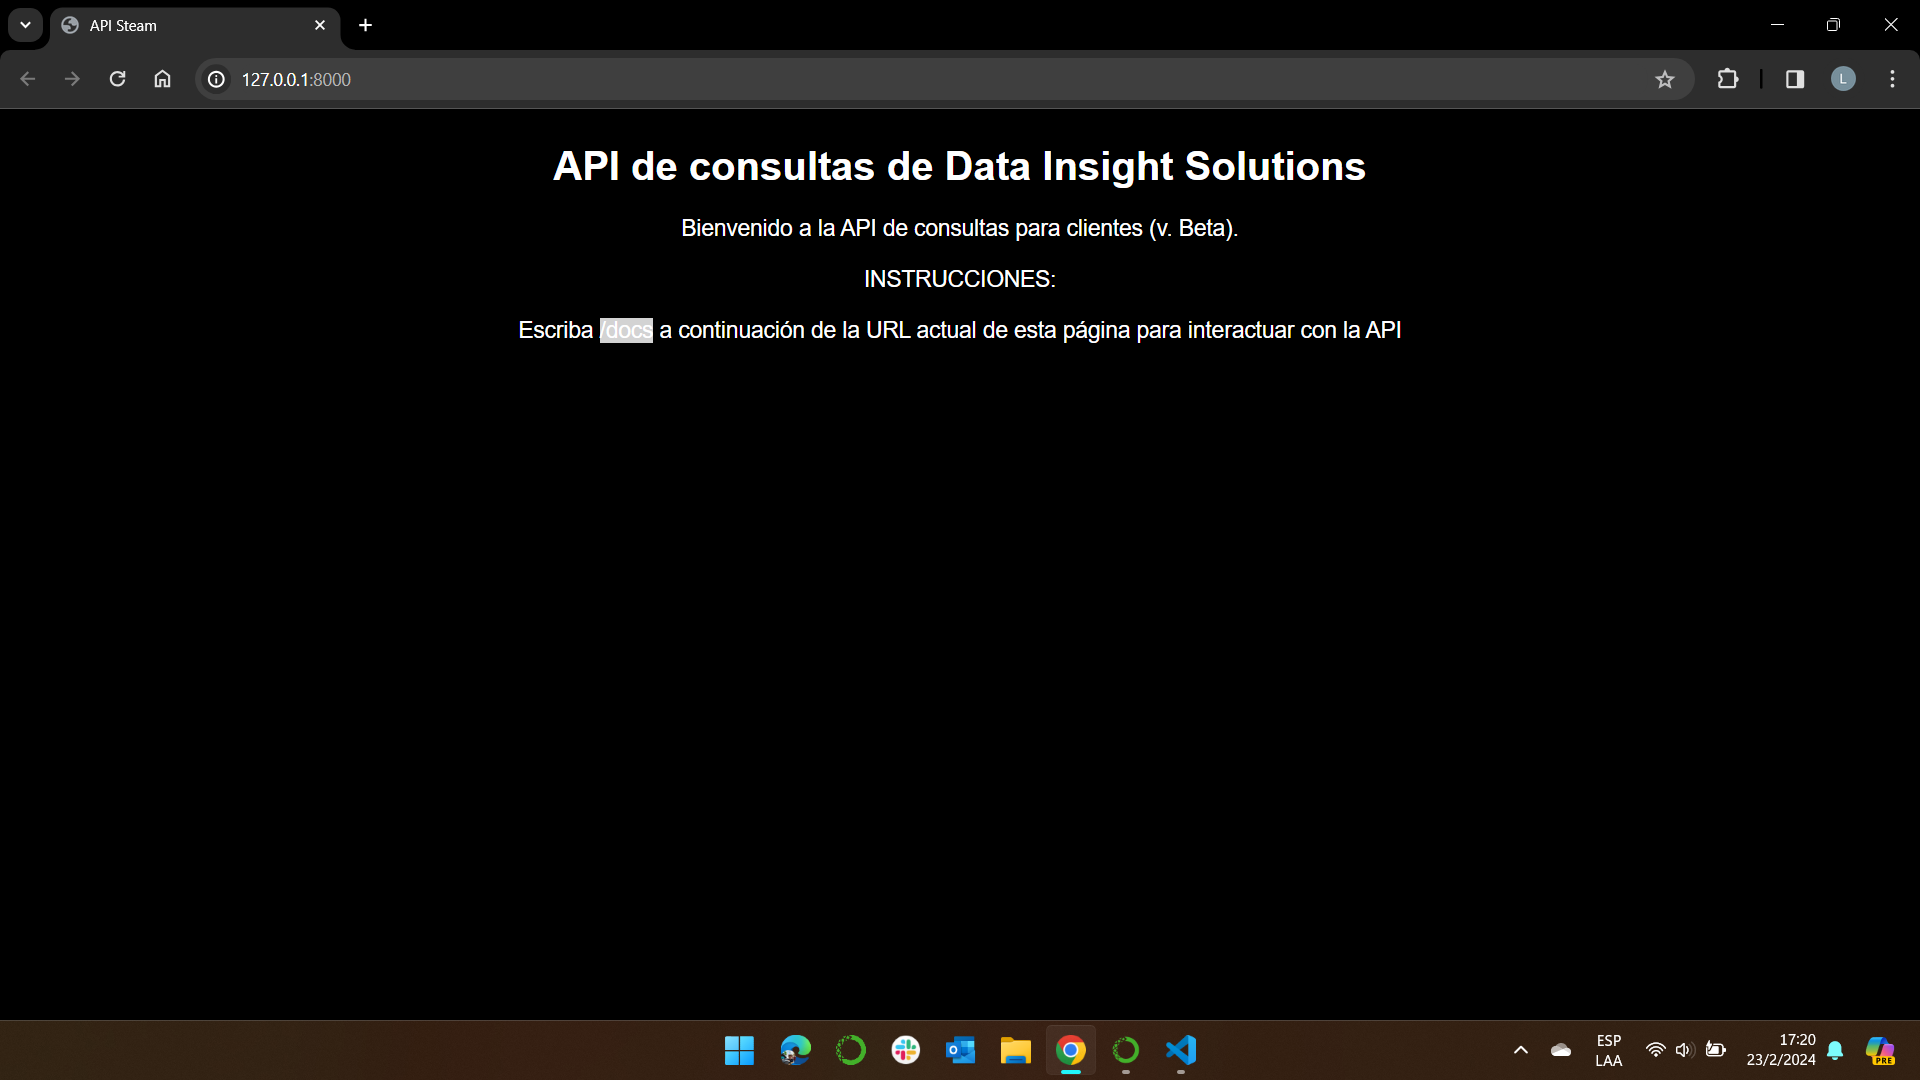 API Steam
127.0.0.1:8000
L
API de consultas de Data Insight Solutions
Bienvenido a la API de consultas para clientes (v. Beta).
INSTRUCCIONES:
Escriba /docs a continuación de la URL actual de esta página para interactuar con la API
ESP
LAA
17:20
23/2/2024
PRE